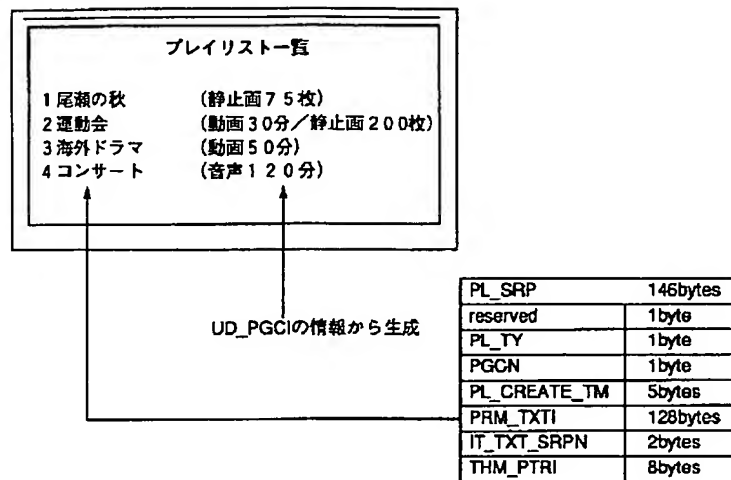 プレイリスト一覧
1 尾瀬の秋 (静止画75枚)
2 運動会 (動画30分/静止画200枚)
3 海外ドラマ (動画50分)
4 コンサート (音声120分)
UD_PGCIの情報から生成
PL_SRP 146bytes
reserved 1byte
PL_TY 1byte
PGCN 1byte
PL_CREATE_TM 5bytes
PRM_TXTI 128bytes
IT_TXT_SRPN 2bytes
THM_PTRI 8bytes